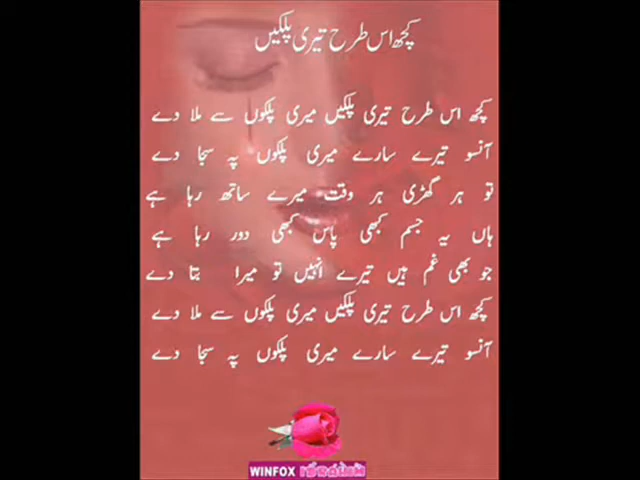 کچھ اس طرح تیری پلکیں
کچھ اس طرح تیری پلکیں میری پلکوں سے ملا دے
آنسو تیرے سارے میری پلکوں پہ سجا دے
تو ہر گھڑی ہر وقت میرے ساتھ رہا ہے
ہاں یہ جسم کبھی پاس کبھی دور رہا ہے
جو بھی غم ہیں تیرے انہیں تو میرا بتا دے
کچھ اس طرح تیری پلکیں میری پلکوں سے ملا دے
آنسو تیرے سارے میری پلکوں پہ سجا دے
WINFOX